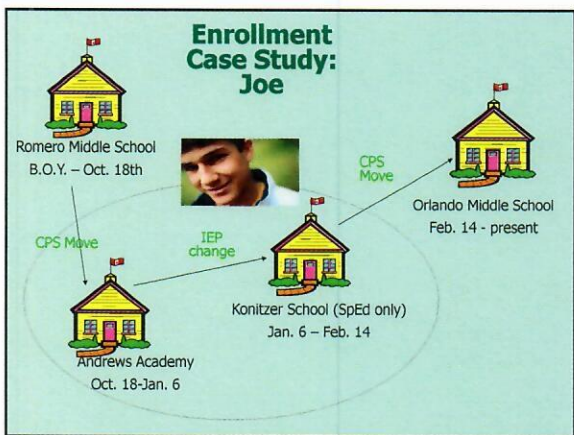 Enrollment
Case Study:
Joe
Romero Middle School
B.O.Y. – Oct. 18th
CPS Move
Andrews Academy
Oct. 18-Jan. 6
IEP
change
Konitzer School (SpEd only)
Jan. 6 – Feb. 14
CPS
Move
Orlando Middle School
Feb. 14 - present